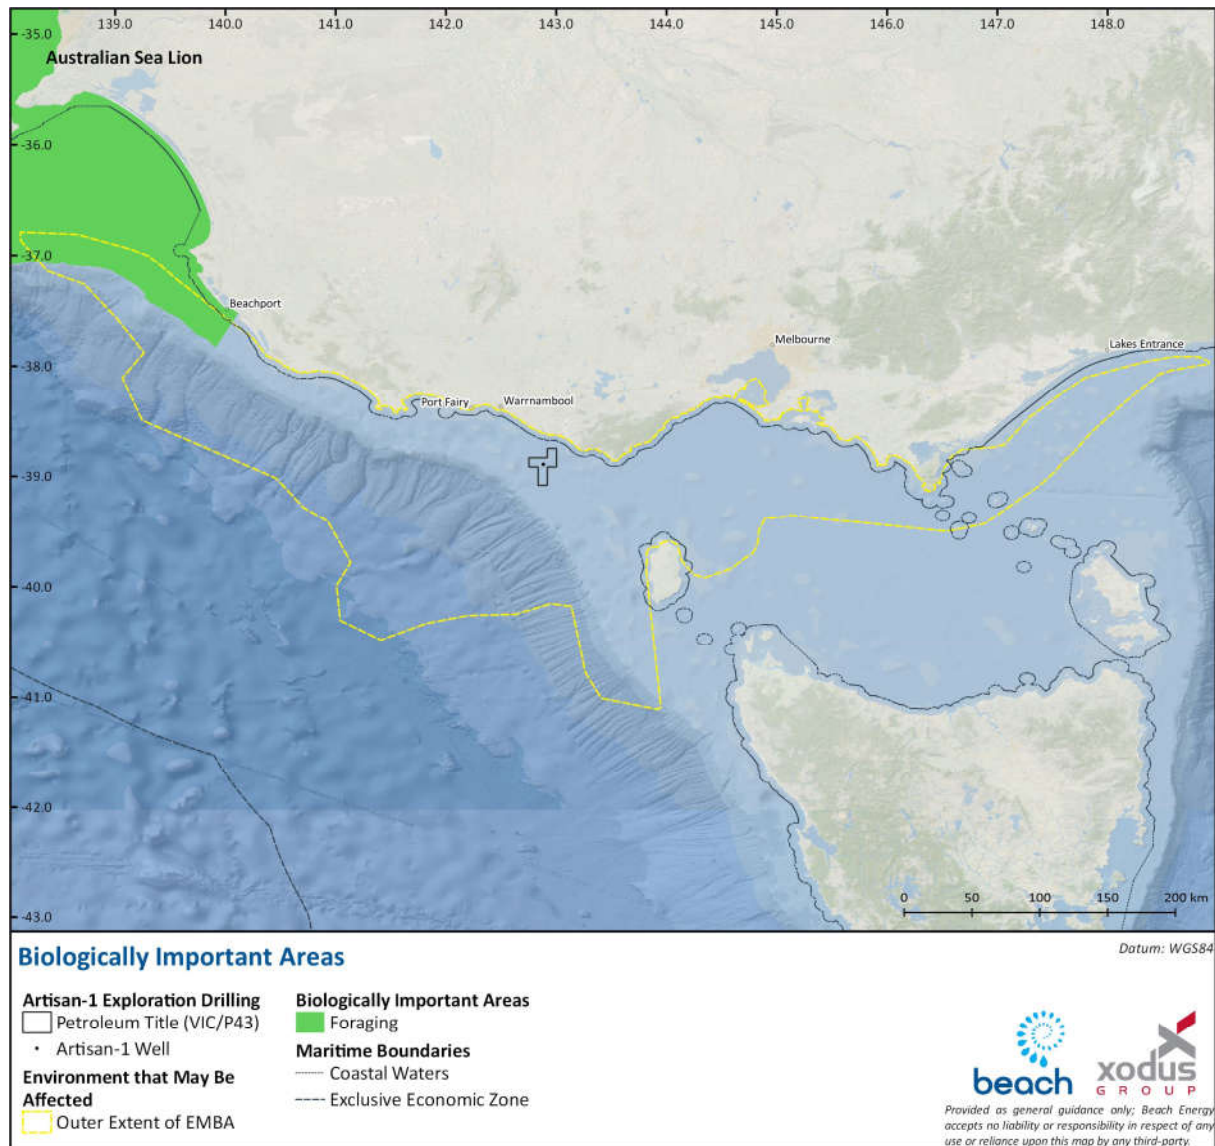 139.0 140.0 141.0 142.0 143.0 144.0 145.0 146.0 147.0 148.0
-35.0
Australian Sea Lion
-36.0
-37.0
Beachport
Melbourne
Lakes Entrance
-38.0
Port Fairy
Warrnambool
-39.0
-40.0
-41.0
-42.0
0 50 100 150 200 km
-43.0
Biologically Important Areas
Datum: WGS84
Artisan-1 Exploration Drilling
Petroleum Title (VIC/P43)
Artisan-1 Well
Environment that May Be
Affected
Outer Extent of EMBA
Biologically Important Areas
Foraging
Maritime Boundaries
Coastal Waters
Exclusive Economic Zone
beach
xodus
GROUP
Provided as general guidance only; Beach Energy
accepts no liability or responsibility in respect of any
use or reliance upon this map by any third-party.